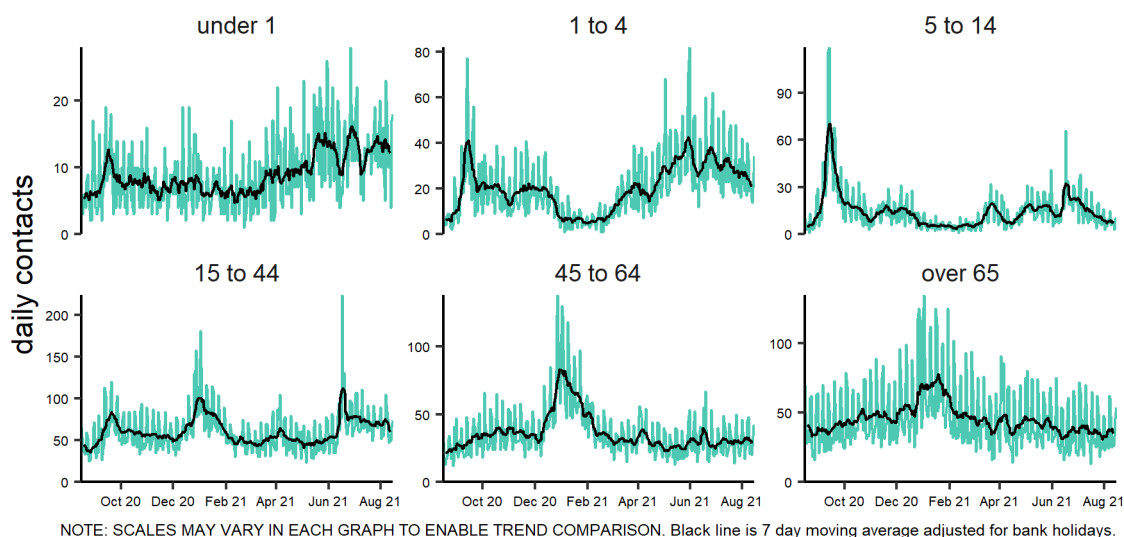 under 1
1 to 4
5 to 14
20
10
0
80
60
40
20
0
90
60
30
0
daily contacts
15 to 44
45 to 64
over 65
200
150
100
50
0
100
50
0
100
50
0
Oct 20 Dec 20 Feb 21 Apr 21 Jun 21 Aug 21
Oct 20 Dec 20 Feb 21 Apr 21 Jun 21 Aug 21
Oct 20 Dec 20 Feb 21 Apr 21 Jun 21 Aug 21
NOTE: SCALES MAY VARY IN EACH GRAPH TO ENABLE TREND COMPARISON. Black line is 7 day moving average adjusted for bank holidays.